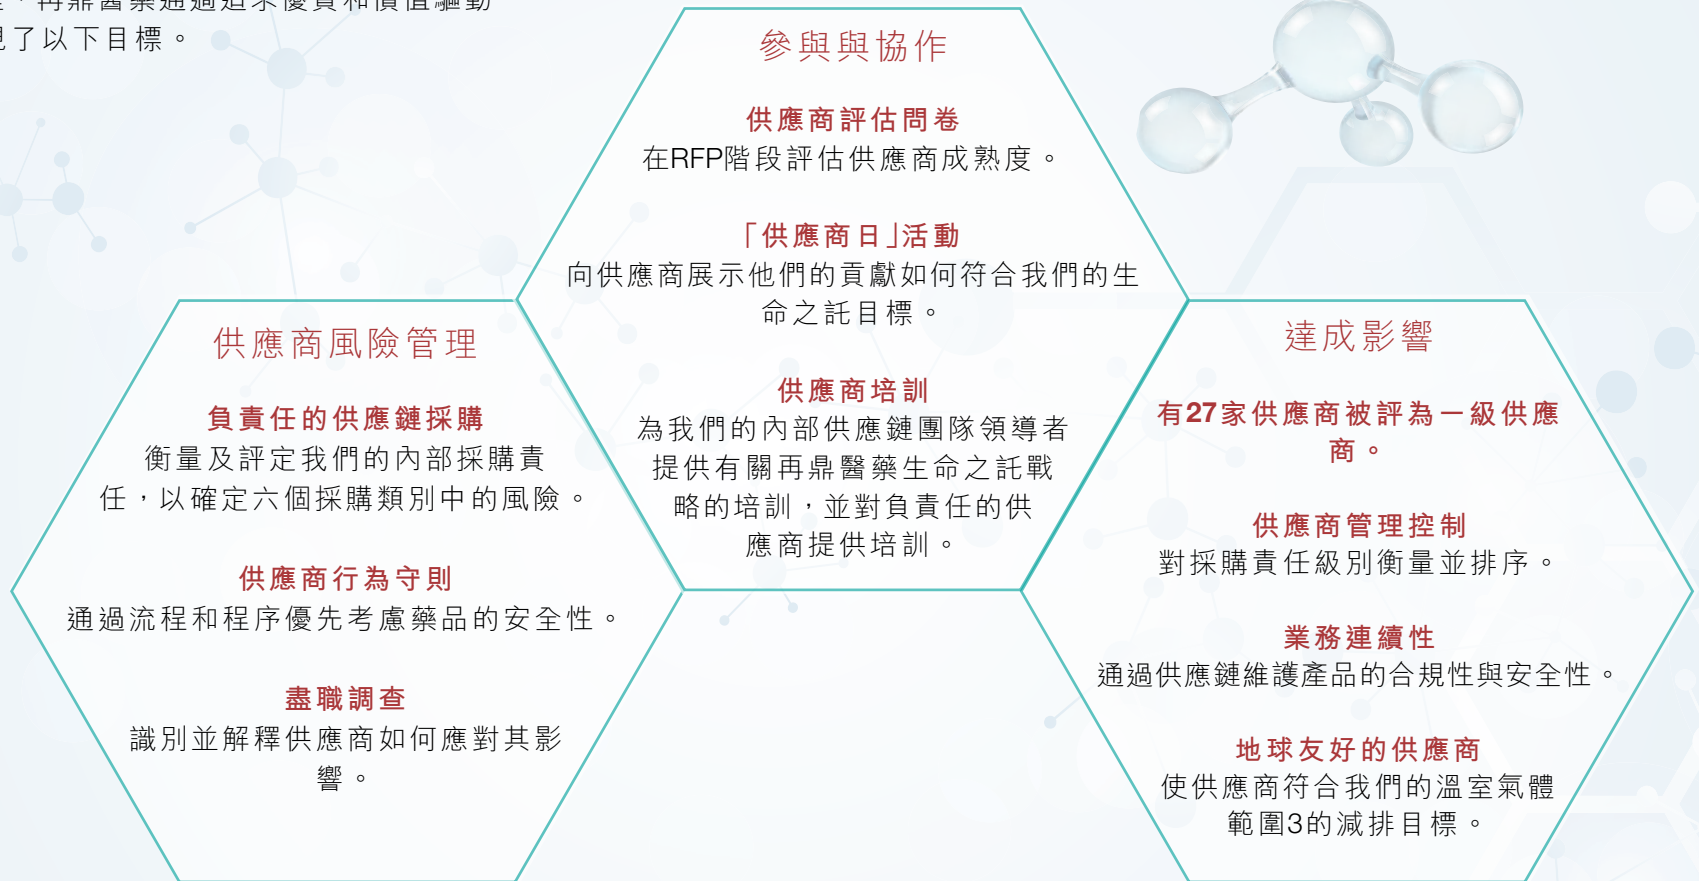 再鼎醫藥通過追求優質和價值驅動
了以下目標。
參與與協作
供應商評估問卷
在RFP階段評估供應商成熟度。
「供應商日」活動
向供應商展示他們的貢獻如何符合我們的生
命之託目標。
供應商培訓
為我們的內部供應鏈團隊領導者
提供有關再鼎醫藥生命之託戰
略的培訓，並對負責任的供
應商提供培訓。
供應商風險管理
負責任的供應鏈採購
衡量及評定我們的內部採購責
任，以確定六個採購類別中的風險。
供應商行為守則
通過流程和程序優先考慮藥品的安全性。
盡職調查
識別並解釋供應商如何應對其影
響。
達成影響
有27家供應商被評為一級供應
商。
供應商管理控制
對採購責任級別衡量並排序。
業務連續性
通過供應鏈維護產品的合規性與安全性。
地球友好的供應商
使供應商符合我們的溫室氣體
範圍3的減排目標。